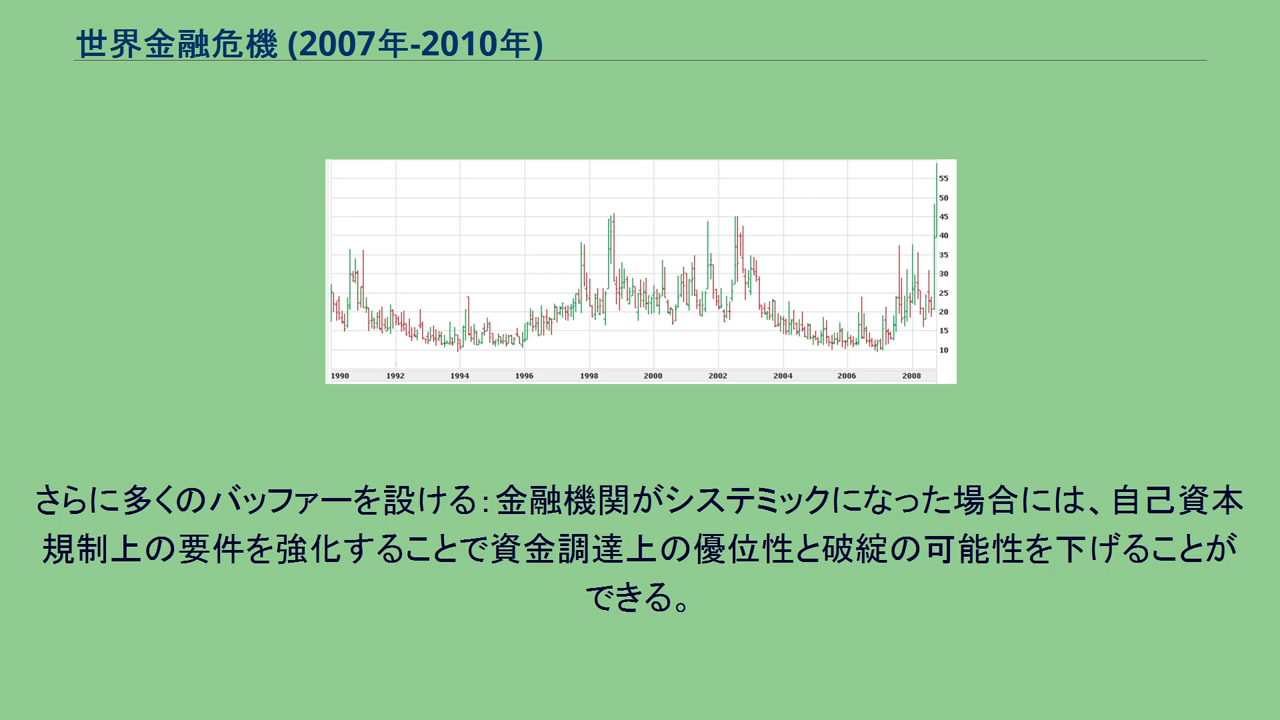 世界金融危機 (2007年-2010年)
55
50
45
40
35
30
25
20
15
10
1990 1992 1994 1996 1998 2000 2002 2004 2006 2008
さらに多くのバッファーを設ける：金融機関がシステミックになった場合には、自己資本
規制上の要件を強化することで資金調達上の優位性と破綻の可能性を下げることが
できる。